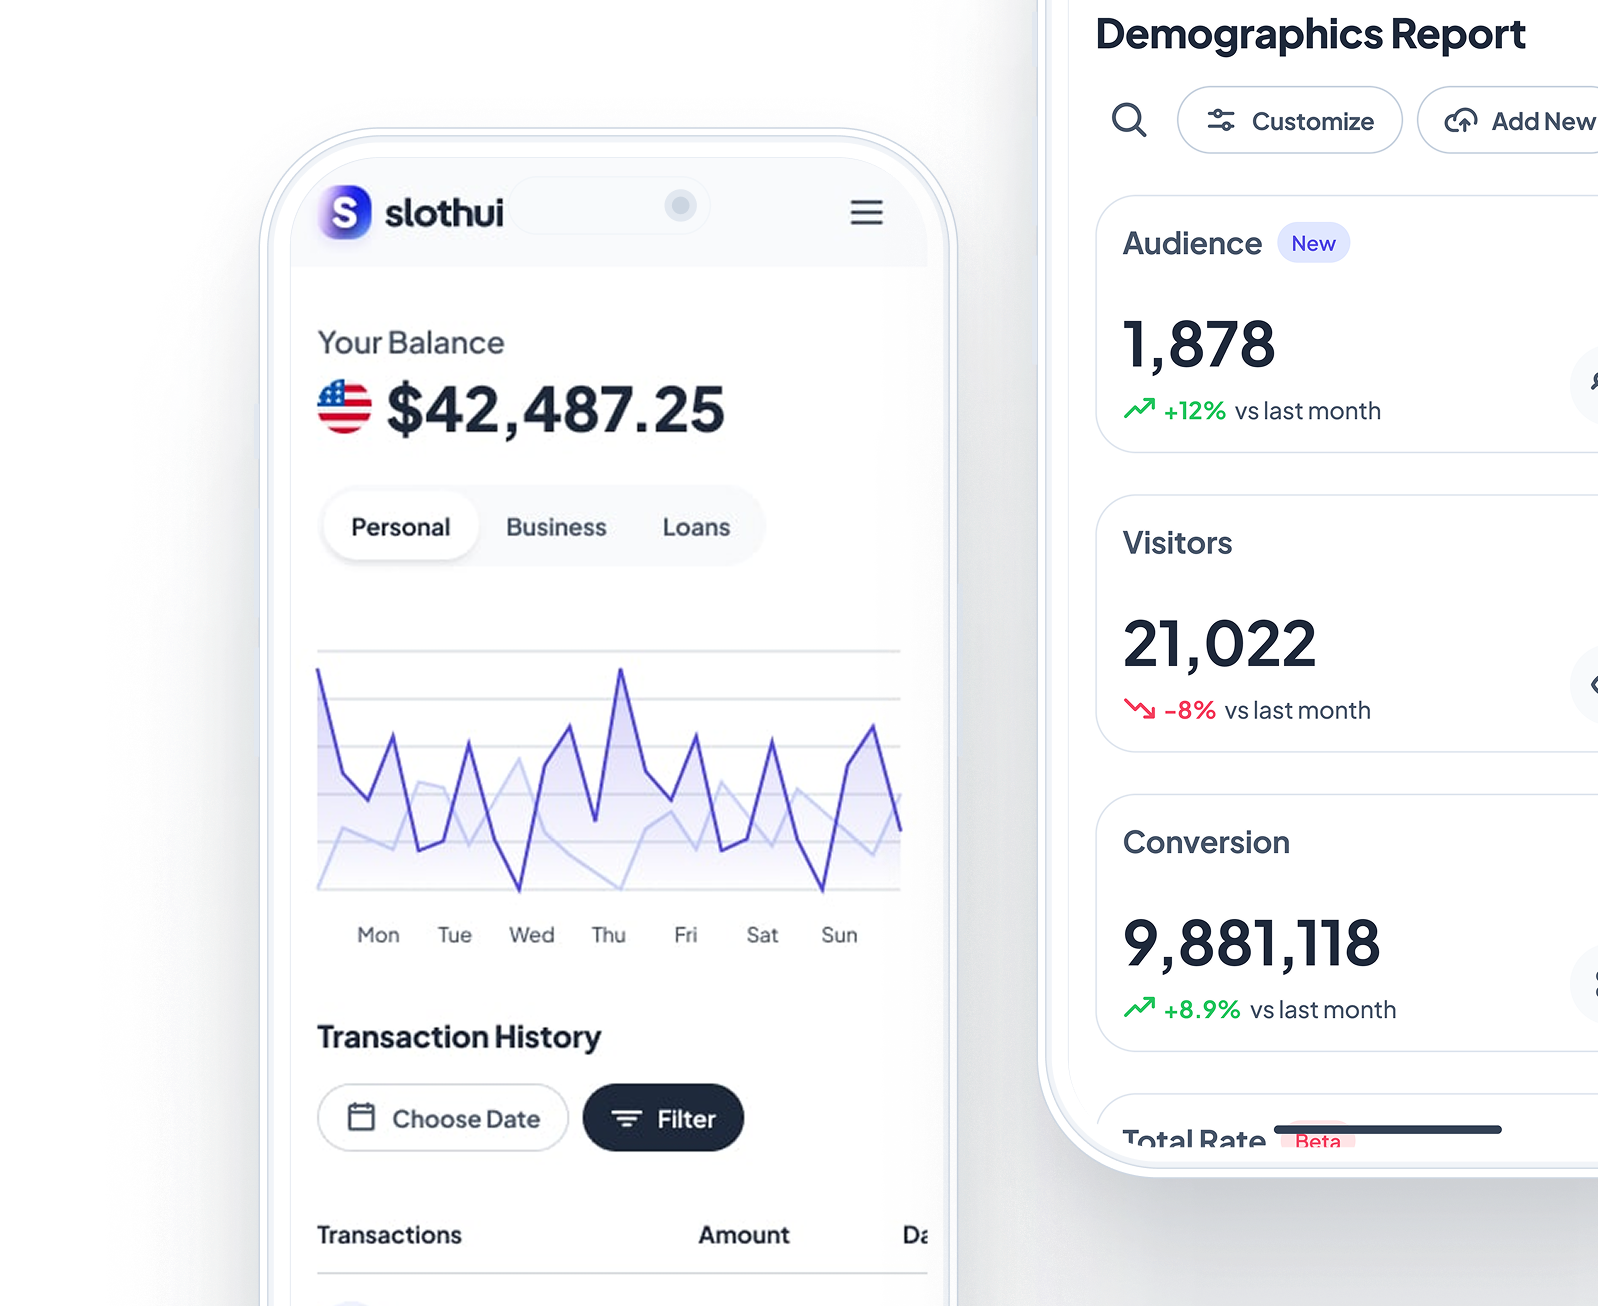 S slothui
Your Balance
$42,487.25
Personal Business Loans
Mon Tue Wed Thu Fri Sat Sun
Transaction History
Choose Date Filter
Transactions Amount Da
Demographics Report
Customize Add New
Audience New
1,878
+12% vs last month
Visitors
21,022
-8% vs last month
Conversion
9,881,118
+8.9% vs last month
Total Rate Beta